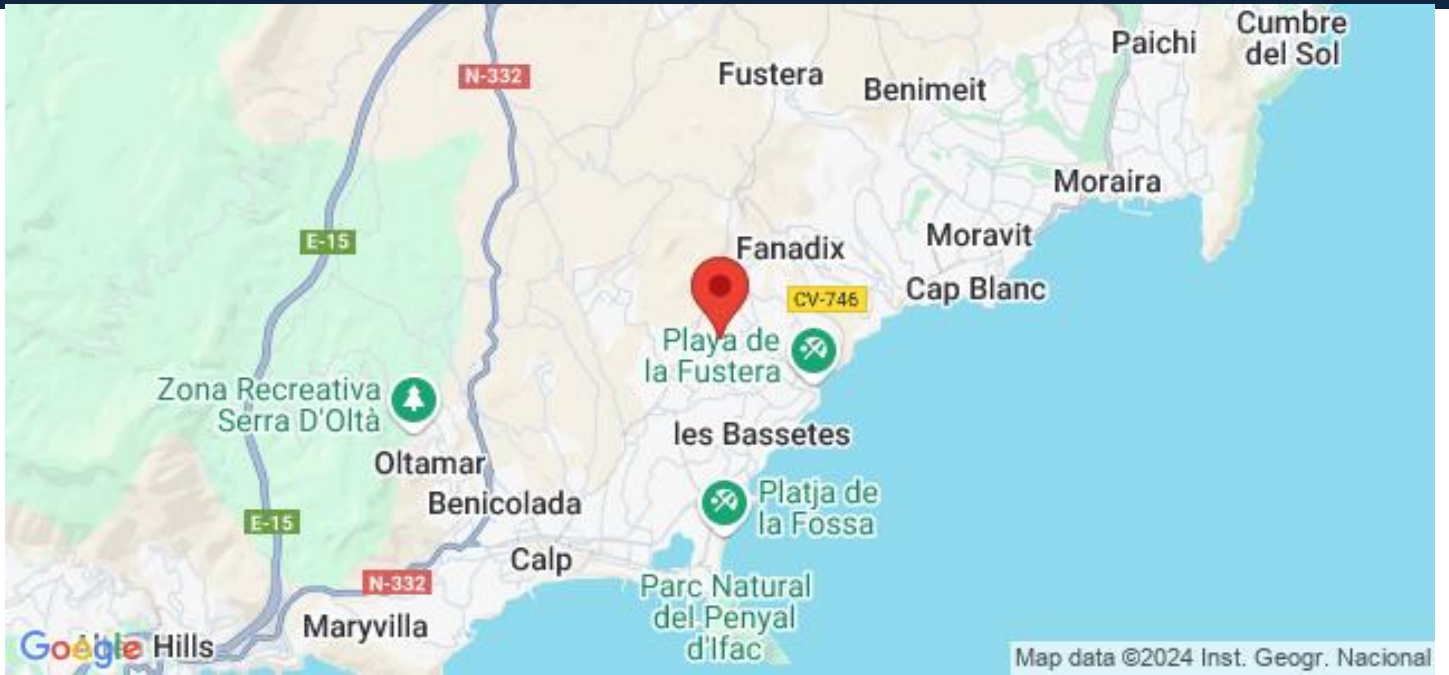 Cumbre
del Sol
Paichi
N-332
Fustera
Benimeit
Moraira
E-15
Fanadix
Moravit
CV-746
Cap Blanc
Playa de
la Fustera
Zona Recreativa
Serra D'Oltà
les Bassetes
Oltamar
Benicolada
Platja de
la Fossa
E-15
Calp
N-332
Parc Natural
del Penyal
d'Ifac
Maryvilla
Google
Hills
Map data ©2024 Inst. Geogr. Nacional